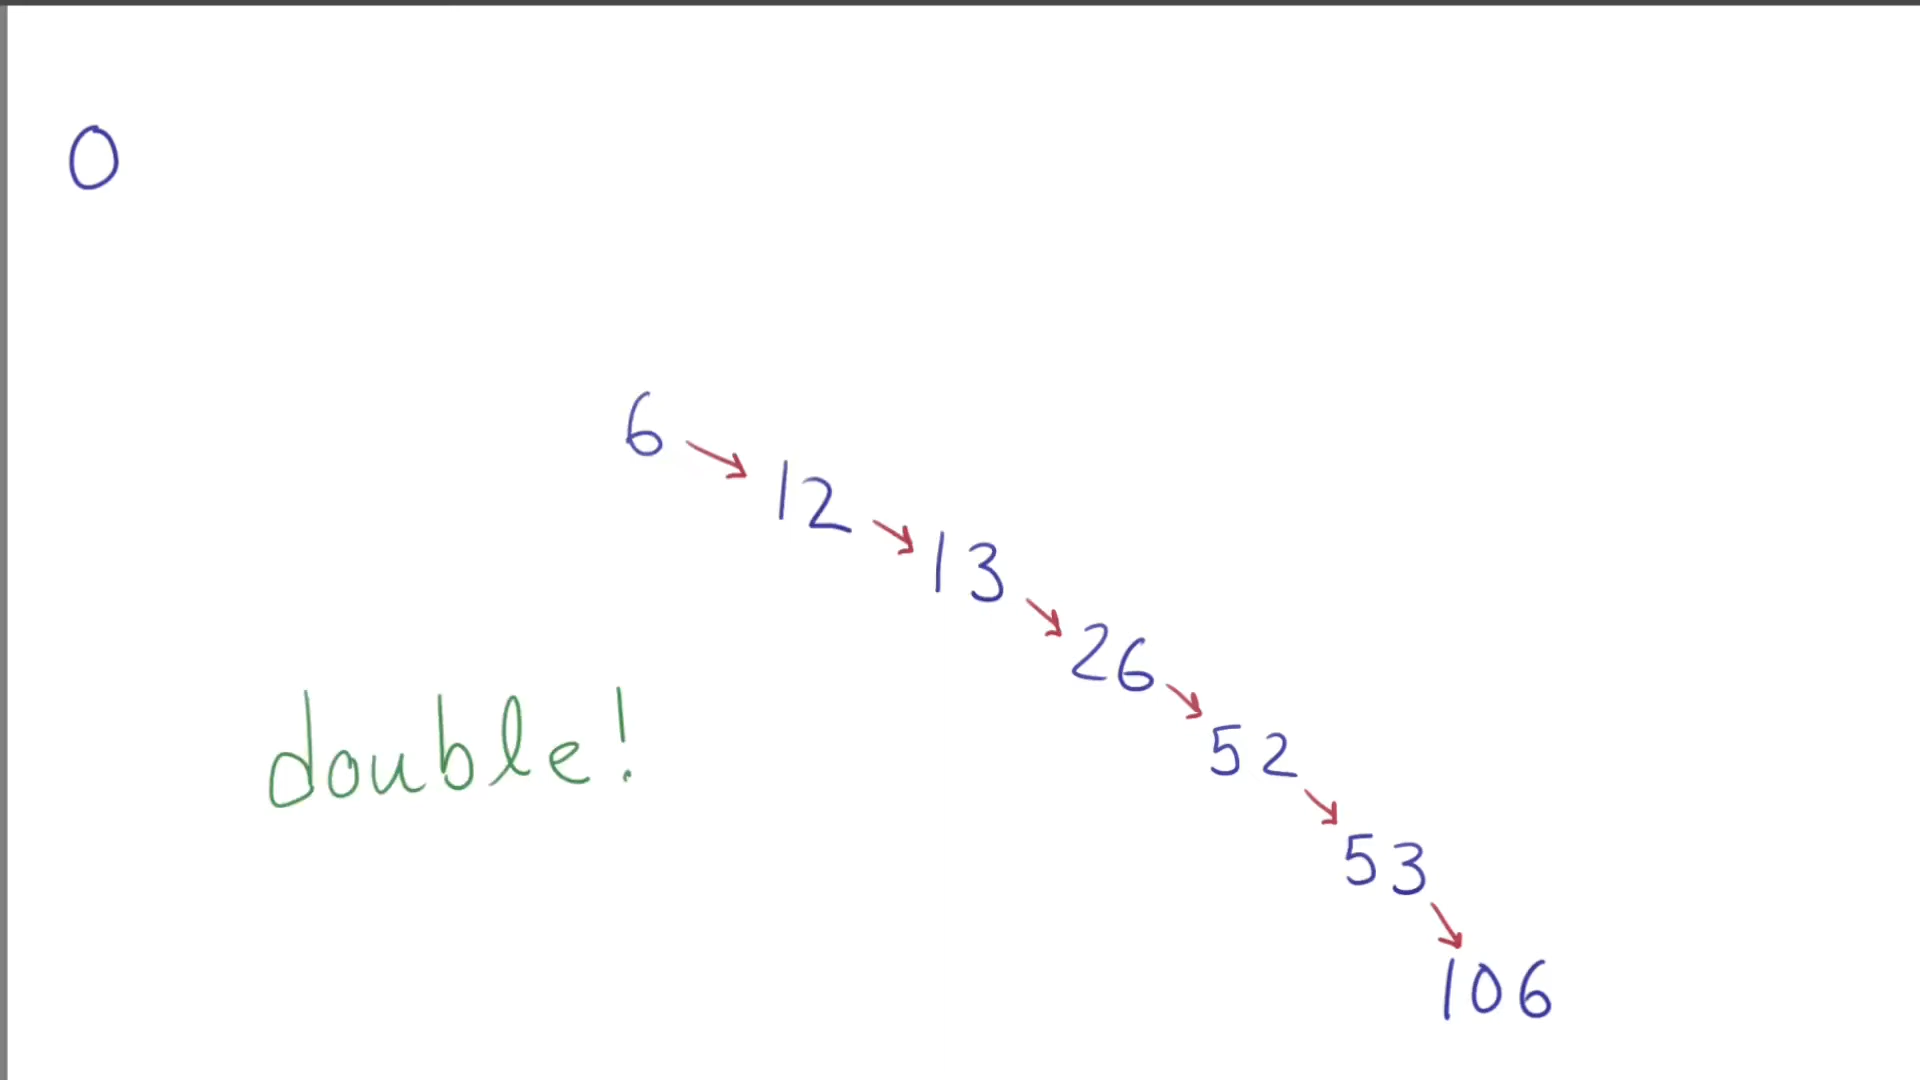 0
6 → 12 → 13 → 26 → 52 → 53 → 106
double!